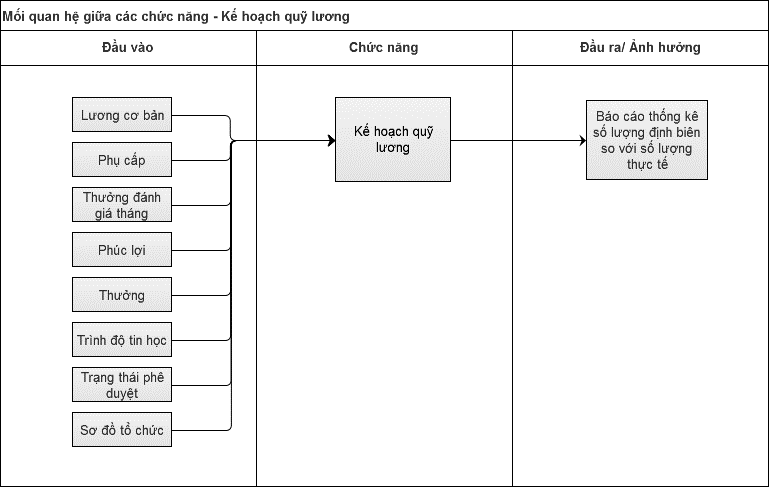 Mối quan hệ giữa các chức năng - Kế hoạch quỹ lương
Đầu vào
Chức năng
Đầu ra/ Ảnh hưởng
Lương cơ bản
Phụ cấp
Thưởng đánh
giá tháng
Phúc lợi
Thưởng
Trình độ tin học
Trạng thái phê
duyệt
Sơ đồ tổ chức
Kế hoạch quỹ
lương
Báo cáo thống kê
số lượng định biên
so với số lượng
thực tế